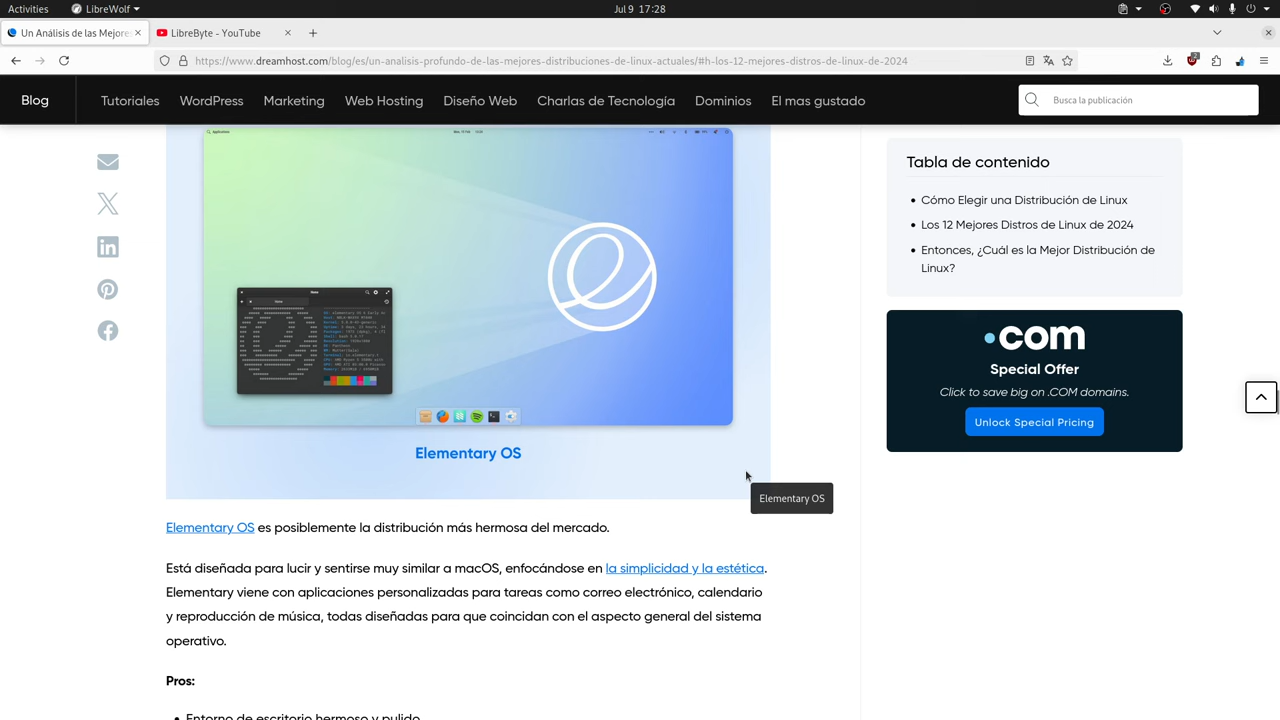 Activities
LibreWolf
Jul 9 17:28
Un Análisis de las Mejore
LibreByte - YouTube
https://www.dreamhost.com/blog/es/un-analisis-profundo-de-las-mejores-distribuciones-de-linux-actuales/#h-los-12-mejores-distros-de-linux-de-2024
Blog
Tutoriales
WordPress
Marketing
Web Hosting
Diseño Web
Charlas de Tecnología
Dominios
El mas gustado
Busca la publicación
Applications
Home
Elementary OS
Elementary OS
Elementary OS es posiblemente la distribución más hermosa del mercado.
Está diseñada para lucir y sentirse muy similar a macOS, enfocándose en la simplicidad y la estética.
Elementary viene con aplicaciones personalizadas para tareas como correo electrónico, calendario
y reproducción de música, todas diseñadas para que coincidan con el aspecto general del sistema
operativo.
Pros:
Entorno de escritorio hermoso y pulido
Tabla de contenido
Cómo Elegir una Distribución de Linux
Los 12 Mejores Distros de Linux de 2024
Entonces, ¿Cuál es la Mejor Distribución de
Linux?
.com
Special Offer
Click to save big on .COM domains.
Unlock Special Pricing